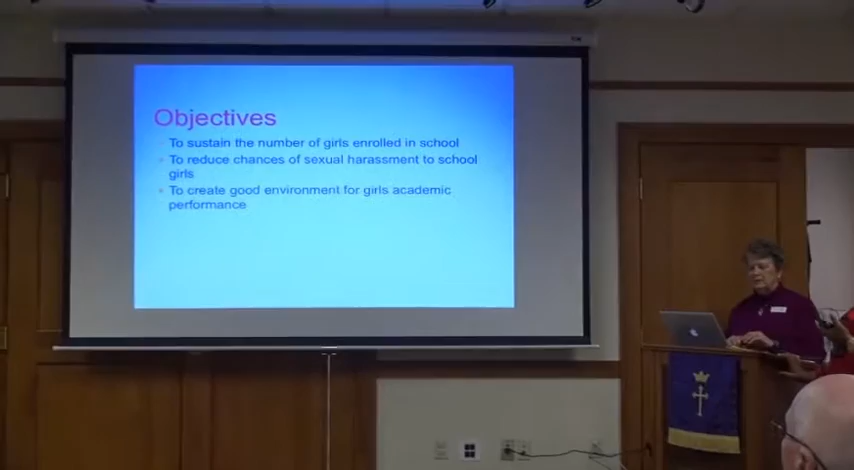 Objectives
To sustain the number of girls enrolled in school
To reduce chances of sexual harassment to school
girls
To create good environment for girls academic
performance